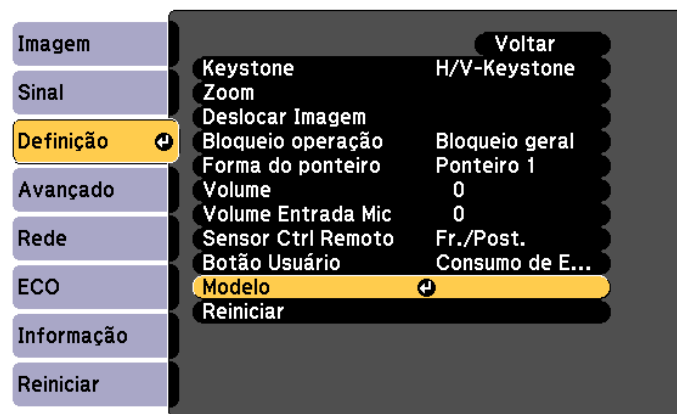 Imagem
Sinal
Definição
Avançado
Rede
ECO
Informação
Reiniciar
Voltar
Keystone H/V-Keystone
Zoom
Deslocar Imagem
Bloqueio operação Bloqueio geral
Forma do ponteiro Ponteiro 1
Volume 0
Volume Entrada Mic 0
Sensor Ctrl Remoto Fr./Post.
Botão Usuário Consumo de E...
Modelo
Reiniciar